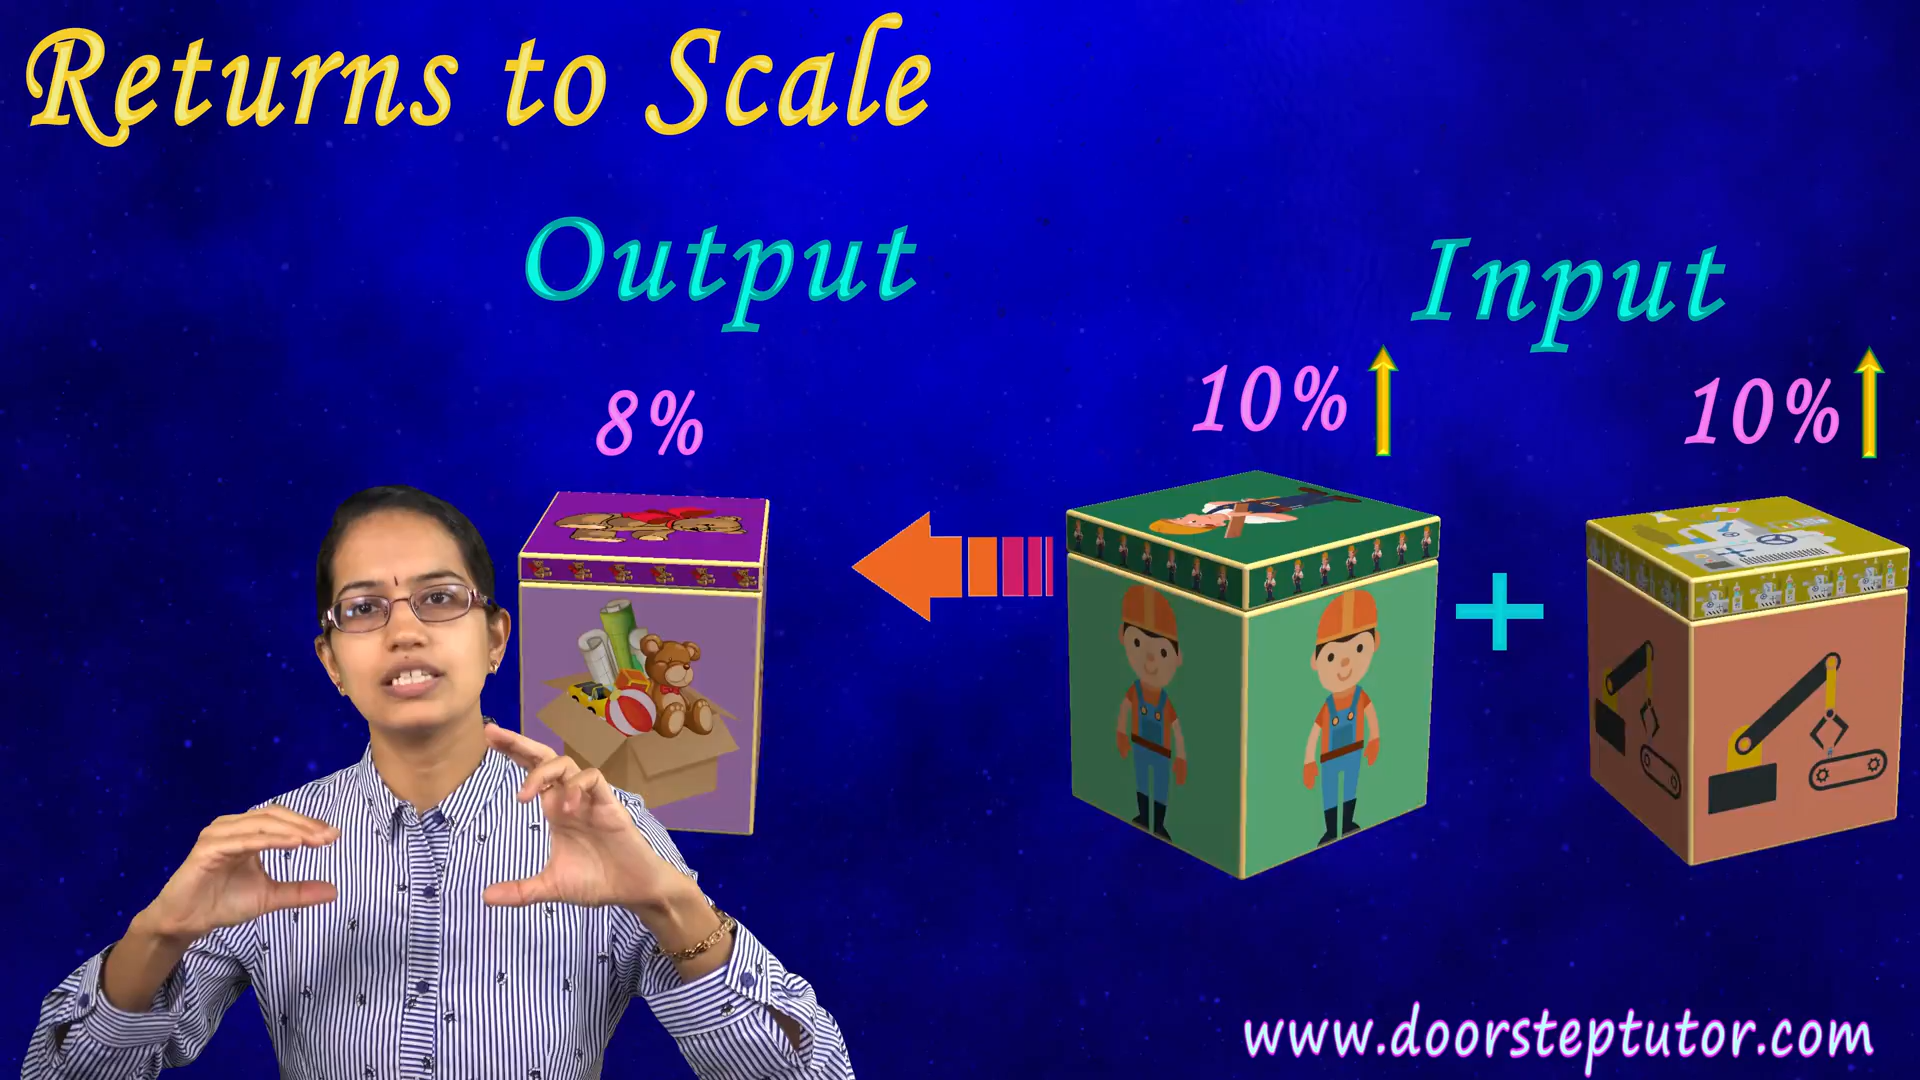 Returns to Scale
Output
Input
8%
10%
10%
www.doorsteptutor.com